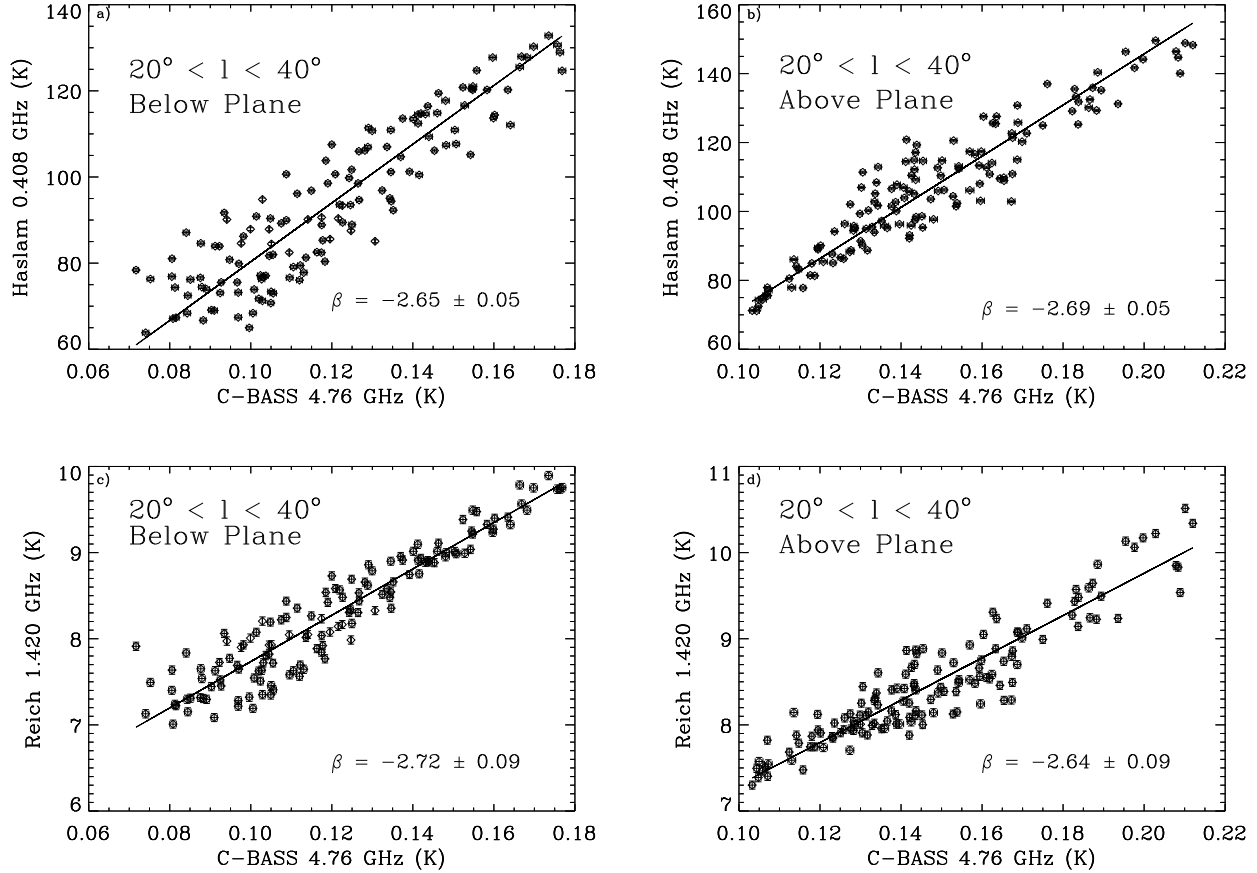 a)
20° < l < 40°
Below Plane
β = −2.65 ± 0.05
Haslam 0.408 GHz (K)
140
120
100
80
60
0.06 0.08 0.10 0.12 0.14 0.16 0.18
C-BASS 4.76 GHz (K)
b)
20° < l < 40°
Above Plane
β = −2.69 ± 0.05
Haslam 0.408 GHz (K)
160
140
120
100
80
60
0.10 0.12 0.14 0.16 0.18 0.20 0.22
C-BASS 4.76 GHz (K)
c)
20° < l < 40°
Below Plane
β = −2.72 ± 0.09
Reich 1.420 GHz (K)
10
9
8
7
6
0.06 0.08 0.10 0.12 0.14 0.16 0.18
C-BASS 4.76 GHz (K)
d)
20° < l < 40°
Above Plane
β = −2.64 ± 0.09
Reich 1.420 GHz (K)
11
10
9
8
7
0.10 0.12 0.14 0.16 0.18 0.20 0.22
C-BASS 4.76 GHz (K)